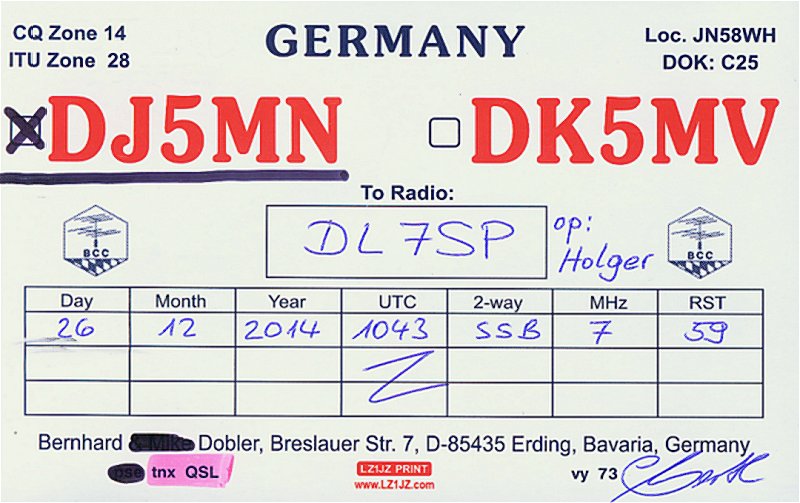 CQ Zone 14
ITU Zone 28
GERMANY
Loc. JN58WH
DOK: C25
DJ5MN
DK5MV
To Radio:
DL7SP
op: Holger
BCC
BCC
Day Month Year UTC 2-way MHz RST
26 12 2014 1043 SSB 7 59
Bernhard & Mike Dobler, Breslauer Str. 7, D-85435 Erding, Bavaria, Germany
pse tnx QSL
LZ1JZ PRINT
www.LZ1JZ.com
vy 73